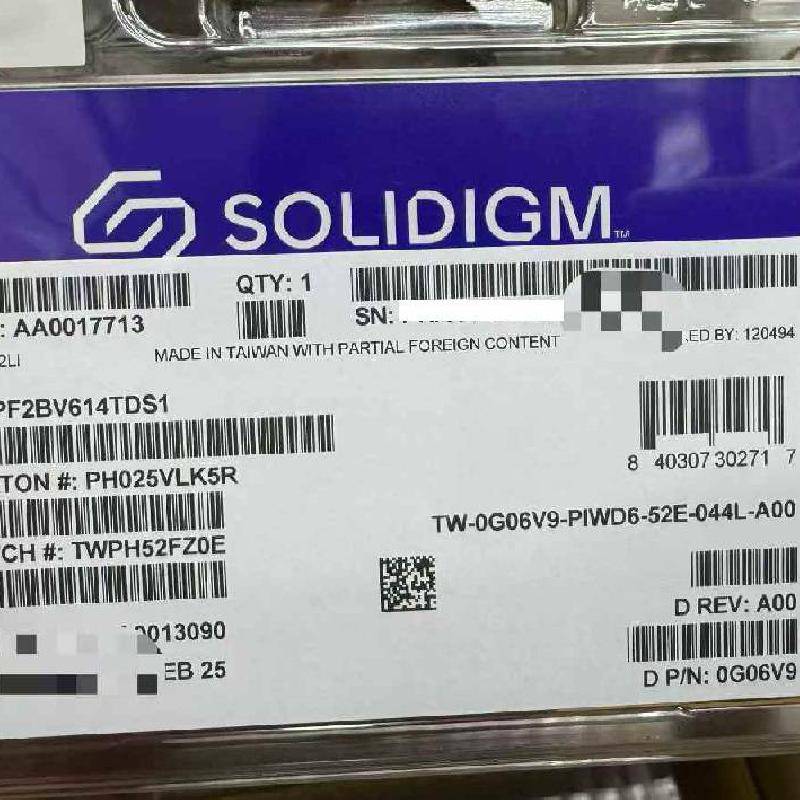 SOLIDIGM™
QTY: 1
: AA0017713
SN:
2LI
MADE IN TAIWAN WITH PARTIAL FOREIGN CONTENT
ED BY: 120494
PF2BV614TDS1
8 40307 30271 7
TON #: PH025VLK5R
TW-0G06V9-PIWD6-52E-044L-A00
CH #: TWPH52FZ0E
D REV: A00
0013090
EB 25
D P/N: 0G06V9